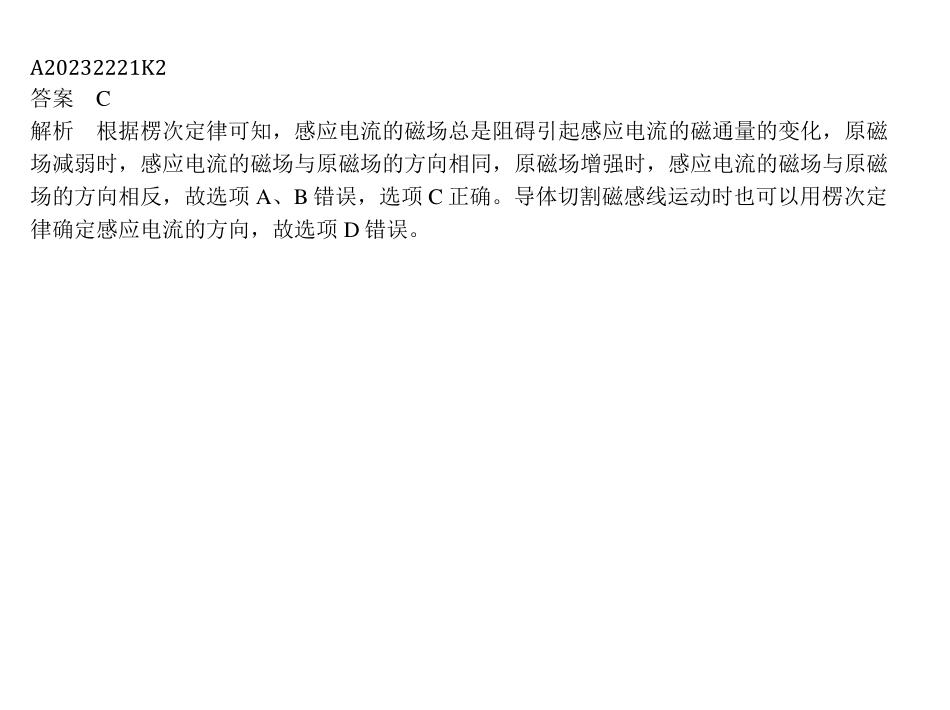 A20232221K2
答案 C
解析 根据楞次定律可知，感应电流的磁场总是阻碍引起感应电流的磁通量的变化，原磁
场减弱时，感应电流的磁场与原磁场的方向相同，原磁场增强时，感应电流的磁场与原磁
场的方向相反，故选项 A、B 错误，选项 C 正确。导体切割磁感线运动时也可以用楞次定
律确定感应电流的方向，故选项 D 错误。